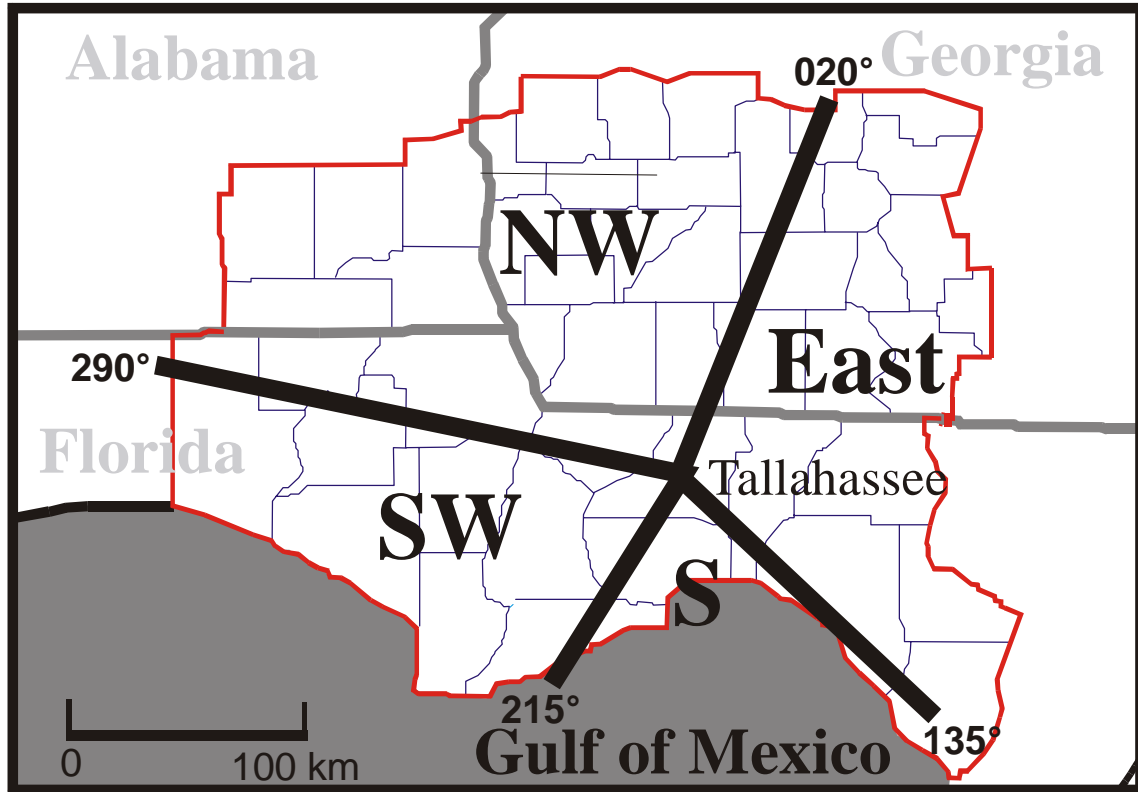 Alabama
Georgia
020°
NW
East
290°
Florida
Tallahassee
SW
S
215°
135°
Gulf of Mexico
0
100 km